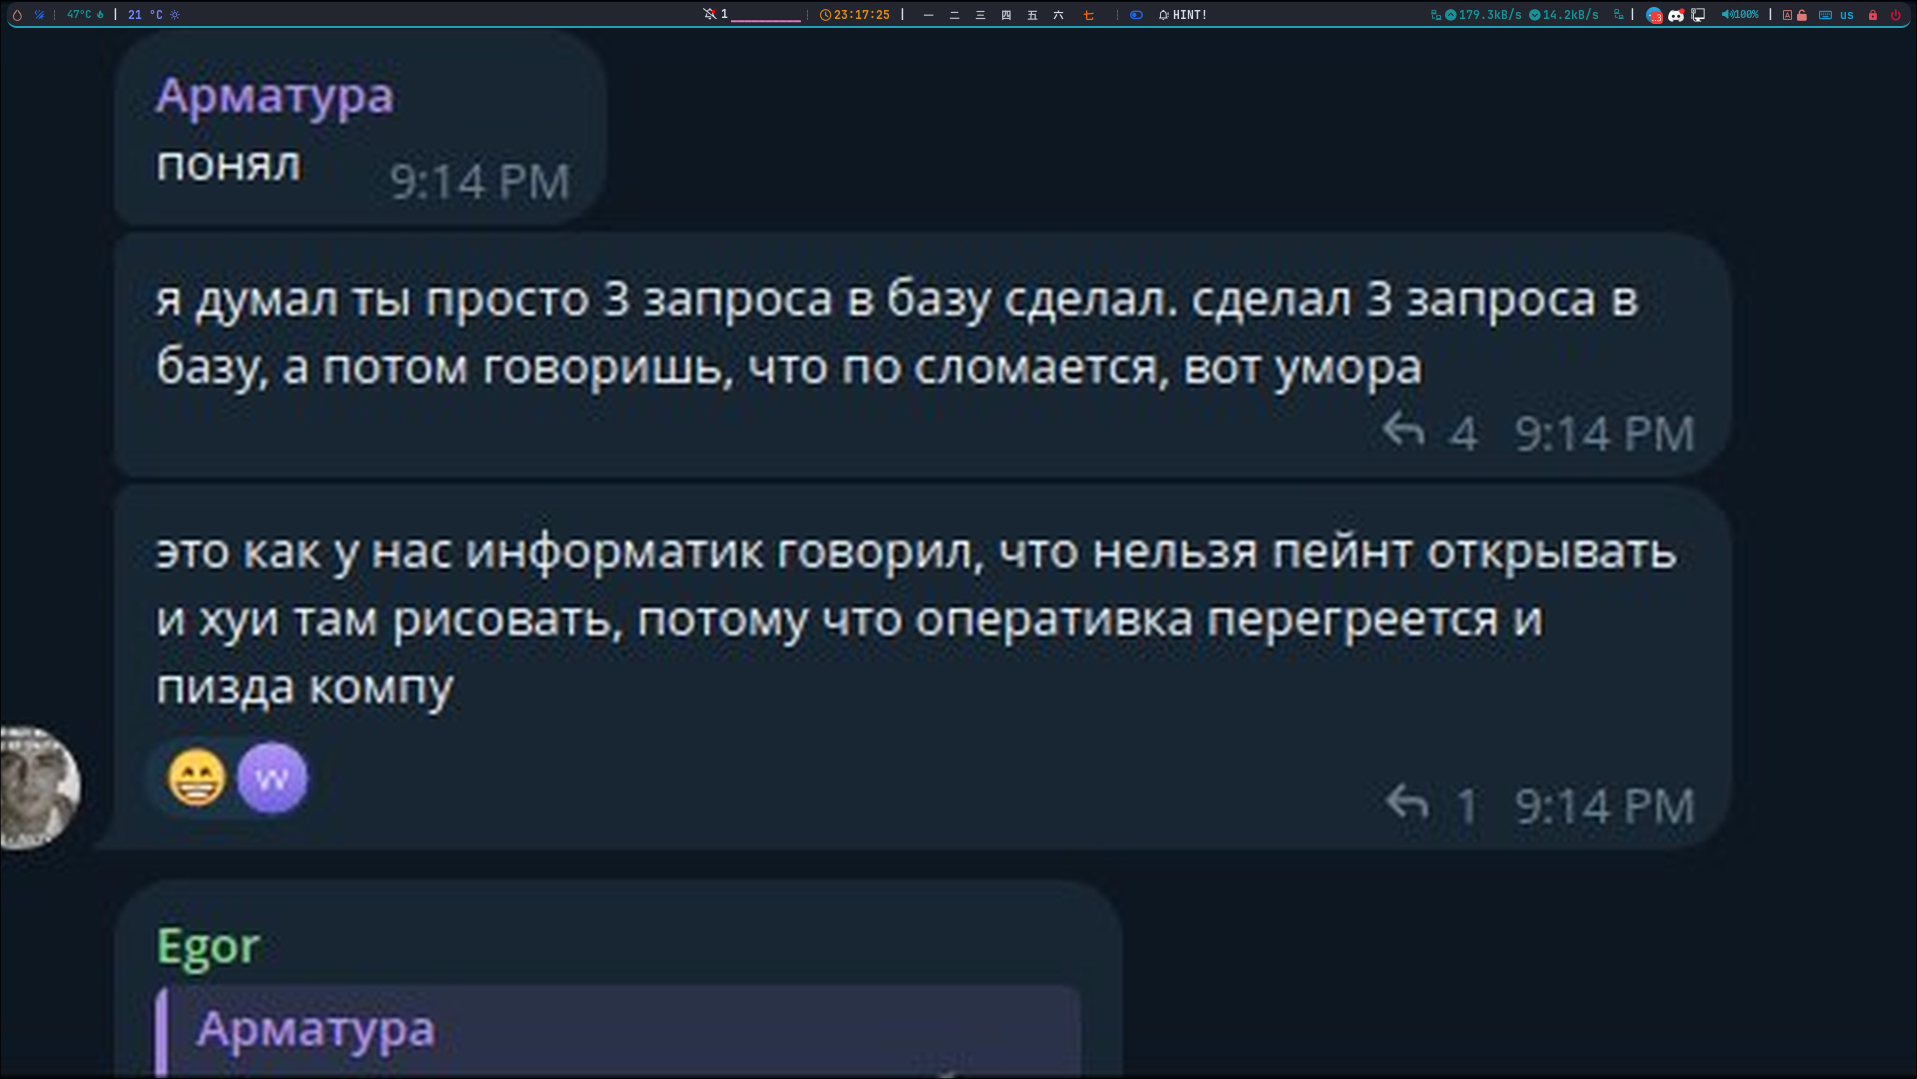 47°C 21 °C 1 23:17:25 一 二 三 四 五 六 七 HINT! 179.3kB/s 14.2kB/s 100% us
Арматура
понял 9:14 PM
я думал ты просто 3 запроса в базу сделал. сделал 3 запроса в
базу, а потом говоришь, что по сломается, вот умора
4 9:14 PM
это как у нас информатик говорил, что нельзя пейнт открывать
и хуи там рисовать, потому что оперативка перегреется и
пизда компу
1 9:14 PM
Egor
Арматура